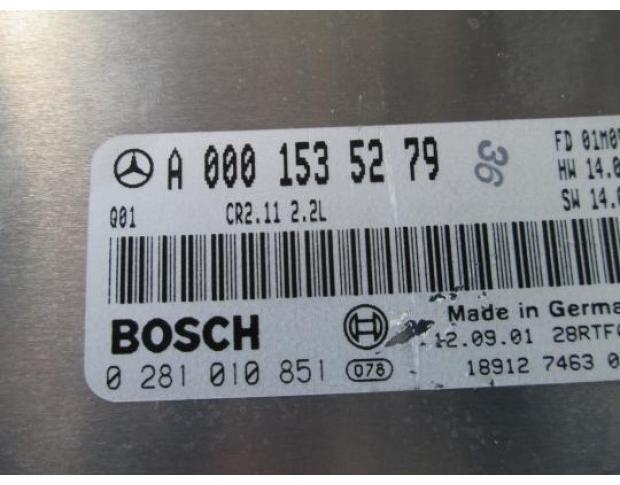 A 000 153 52 79
36
FD 01M0
HW 14.0
SW 14.0
Q01 CR2.11 2.2L
BOSCH
Made in Germa
12.09.01 28RTF
0 281 010 851 078
18912 7463 0